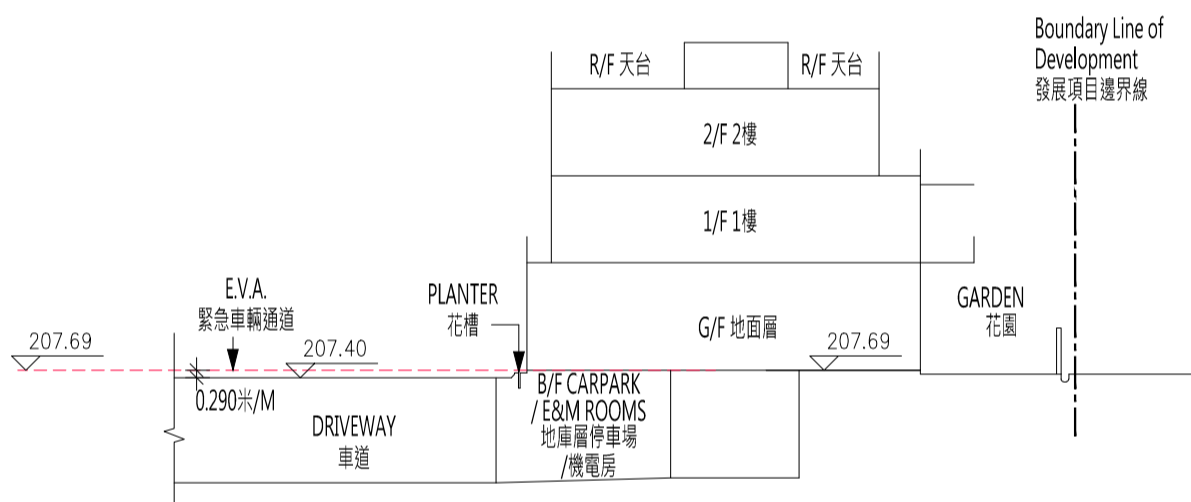 Boundary Line of
Development
發展項目邊界線
R/F 天台
R/F 天台
2/F 2樓
1/F 1樓
E.V.A.
緊急車輛通道
PLANTER
花槽
GARDEN
花園
G/F 地面層
207.69
207.40
207.69
0.290米/M
B/F CARPARK
/ E&M ROOMS
地庫層停車場
/機電房
DRIVEWAY
車道